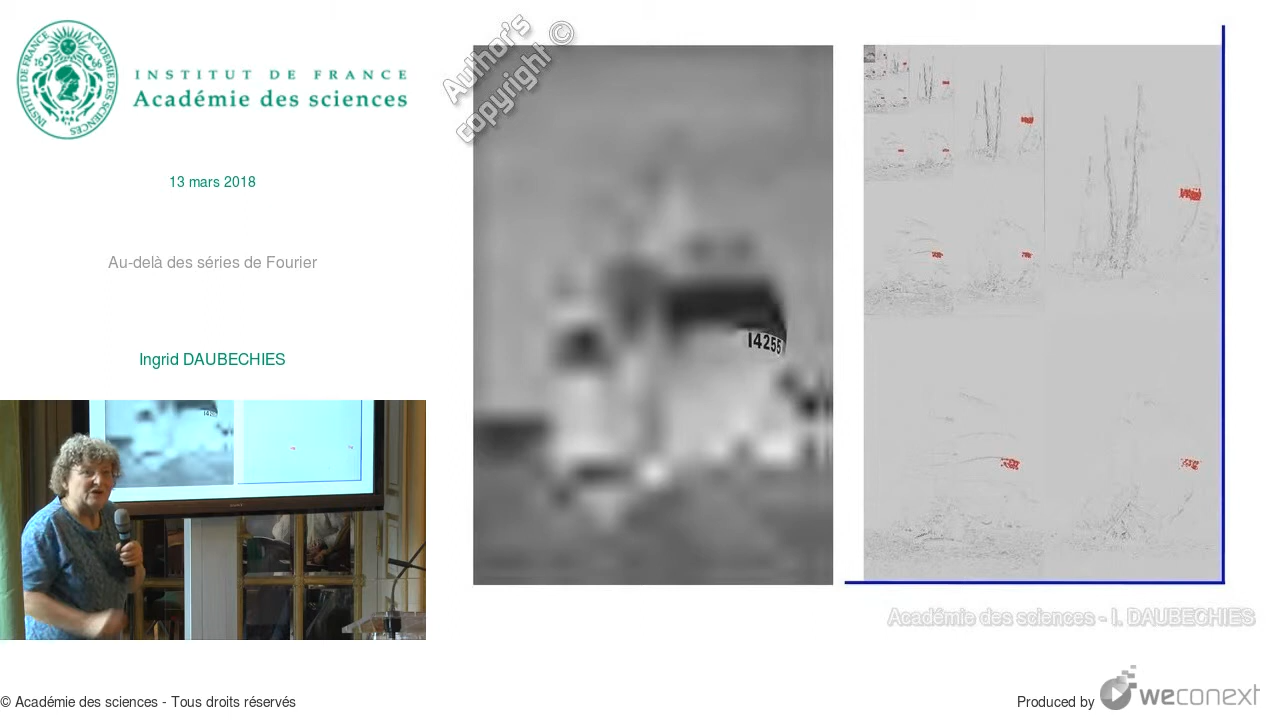 INSTITUT DE FRANCE
Académie des sciences
13 mars 2018
Au-delà des séries de Fourier
Ingrid DAUBECHIES
Author's
copyright ©
14255
Académie des sciences - I. DAUBECHIES
© Académie des sciences - Tous droits réservés
Produced by
weconext